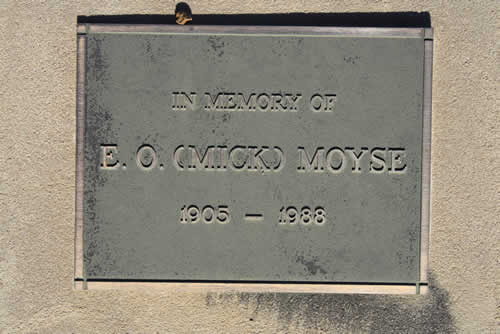 IN MEMORY OF
E. O. (MICK) MOYSE
1905 — 1988